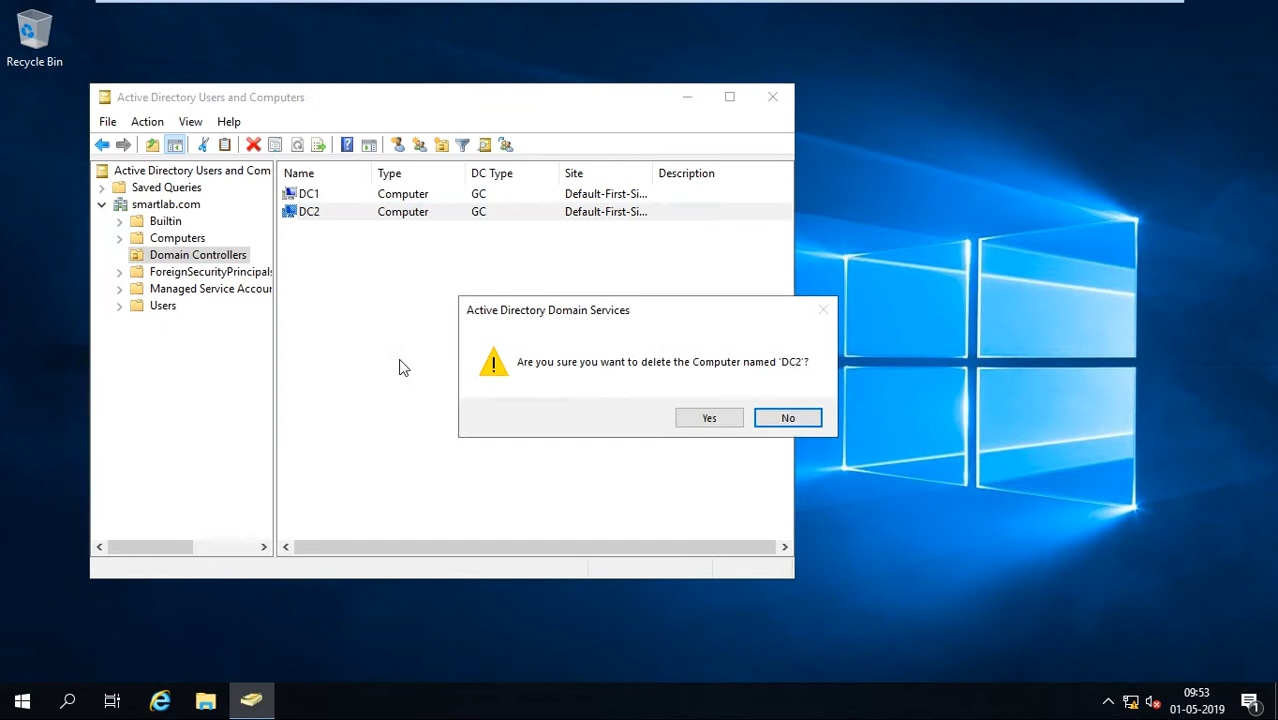 Recycle Bin
Active Directory Users and Computers
File Action View Help
Active Directory Users and Com
Saved Queries
smartlab.com
Builtin
Computers
Domain Controllers
ForeignSecurityPrincipals
Managed Service Accour
Users
Name Type DC Type Site Description
DC1 Computer GC Default-First-Si...
DC2 Computer GC Default-First-Si...
Active Directory Domain Services
Are you sure you want to delete the Computer named 'DC2'?
Yes No
09:53
01-05-2019
1